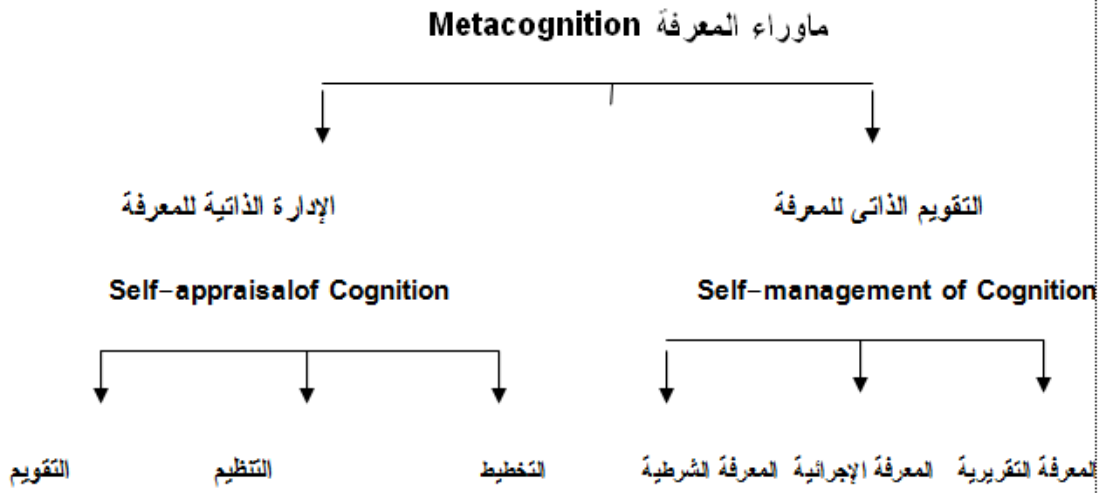 ماوراء المعرفة Metacognition
التقويم الذاتى للمعرفة
الإدارة الذاتية للمعرفة
Self-management of Cognition
Self-appraisalof Cognition
المعرفة التقريرية المعرفة الإجرائية المعرفة الشرطية التخطيط التنظيم التقويم